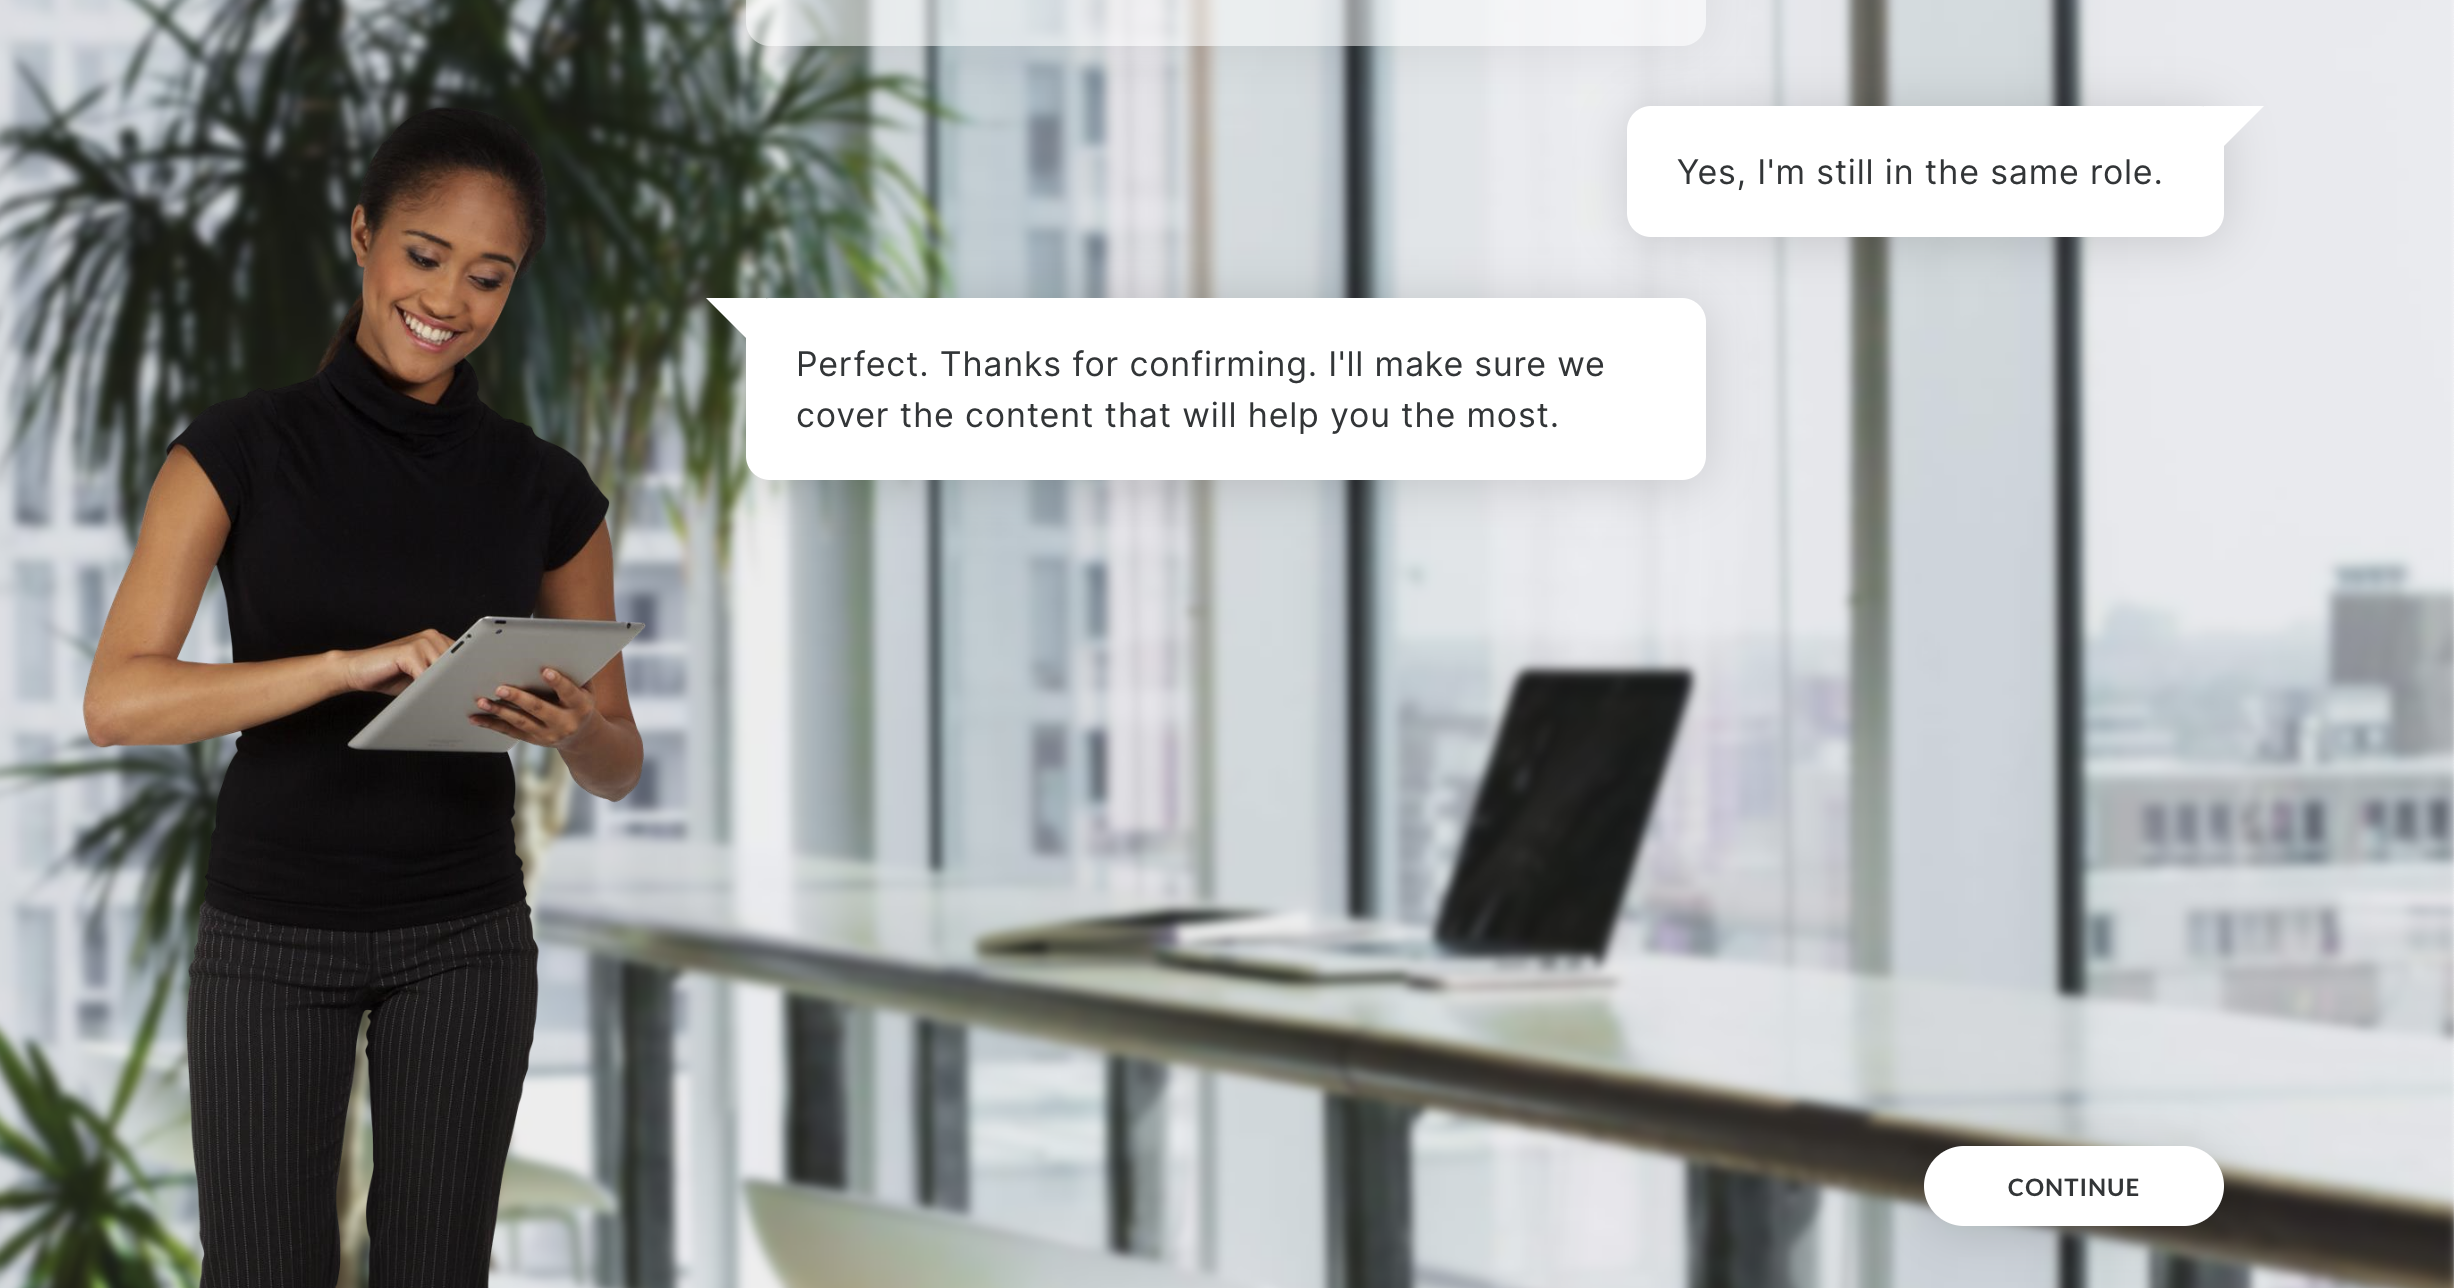 Yes, I'm still in the same role.
Perfect. Thanks for confirming. I'll make sure we
cover the content that will help you the most.
CONTINUE